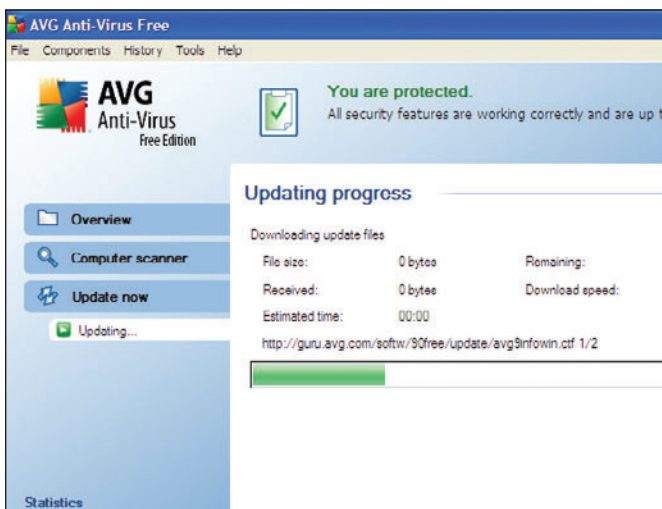 AVG Anti-Virus Free
File Components History Tools Help
AVG
Anti-Virus
Free Edition
You are protected.
All security features are working correctly and are up t
Overview
Computer scanner
Update now
Updating...
Statistics
Updating progress
Downloading update files
File size: 0 bytes Remaining:
Received: 0 bytes Download speed:
Estimated time: 00:00
http://guru.avg.com/softw/90free/update/avg9infowin.ctf 1/2